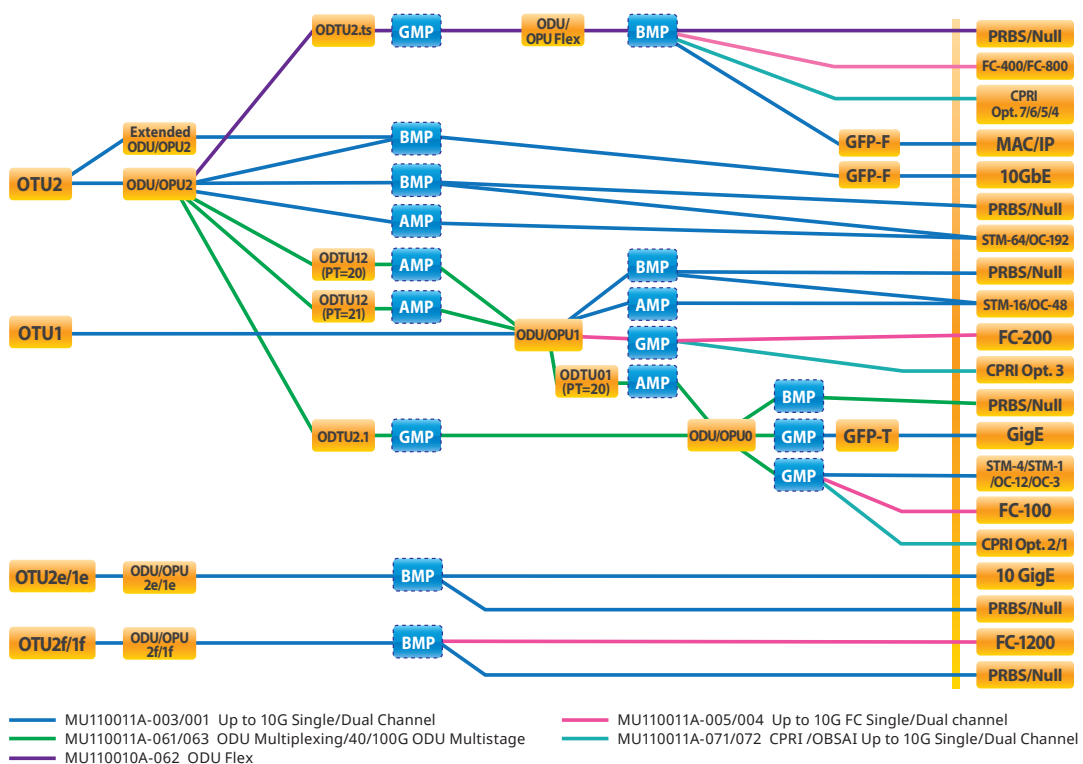 ODTU2.ts
GMP
ODU/
OPU Flex
BMP
PRBS/Null
FC-400/FC-800
CPRI
Opt. 7/6/5/4
Extended
ODU/OPU2
BMP
GFP-F
MAC/IP
OTU2
ODU/OPU2
BMP
GFP-F
10GbE
PRBS/Null
AMP
STM-64/OC-192
ODTU12
(PT=20)
AMP
BMP
PRBS/Null
ODTU12
(PT=21)
AMP
AMP
STM-16/OC-48
OTU1
ODU/OPU1
GMP
FC-200
ODTU01
(PT=20)
AMP
CPRI Opt. 3
BMP
PRBS/Null
ODTU2.1
GMP
ODU/OPU0
GMP
GFP-T
GigE
GMP
STM-4/STM-1
/OC-12/OC-3
FC-100
CPRI Opt. 2/1
OTU2e/1e
ODU/OPU
2e/1e
BMP
10 GigE
PRBS/Null
OTU2f/1f
ODU/OPU
2f/1f
BMP
FC-1200
PRBS/Null
MU110011A-003/001 Up to 10G Single/Dual Channel
MU110011A-061/063 ODU Multiplexing/40/100G ODU Multistage
MU110010A-062 ODU Flex
MU110011A-005/004 Up to 10G FC Single/Dual channel
MU110011A-071/072 CPRI /OBSAI Up to 10G Single/Dual Channel